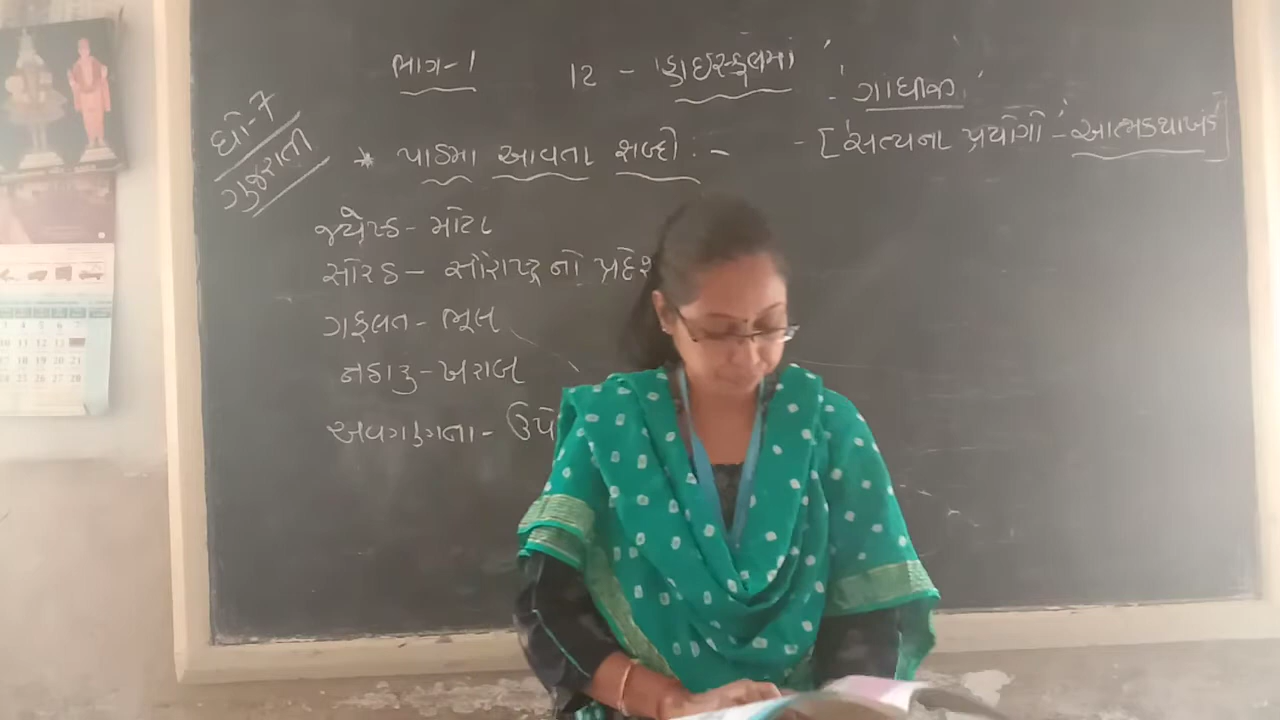 ધો-7
ગુજરાતી
ભાગ-1
12 - 'હાઇસ્કૂલમાં'
- 'ગાંધીજી'
- ['સત્યના પ્રયોગો' - આત્મકથાખંડ]
* પાઠમાં આવતા શબ્દો :-
જ્યેષ્ઠ - મોટા
સોરઠ - સૌરાષ્ટ્રનો પ્રદેશ
ગફલત - ભૂલ
નઠારુ - ખરાબ
અવગણના - ઉપે